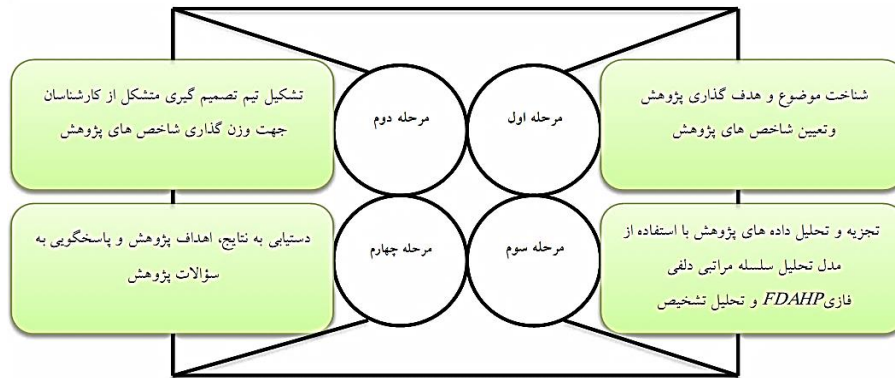 شناخت موضوع و هدف گذاری پژوهش
وتعیین شاخص های پژوهش
مرحله اول
مرحله دوم
تشکیل تیم تصمیم گیری متشکل از کارشناسان
جهت وزن گذاری شاخص های پژوهش
تجزیه و تحلیل داده های پژوهش با استفاده از
مدل تحلیل سلسله مراتبی دلفی
فازیFDAHP و تحلیل تشخیص
مرحله سوم
مرحله چهارم
دستیابی به نتایج، اهداف پژوهش و پاسخگویی به
سؤالات پژوهش